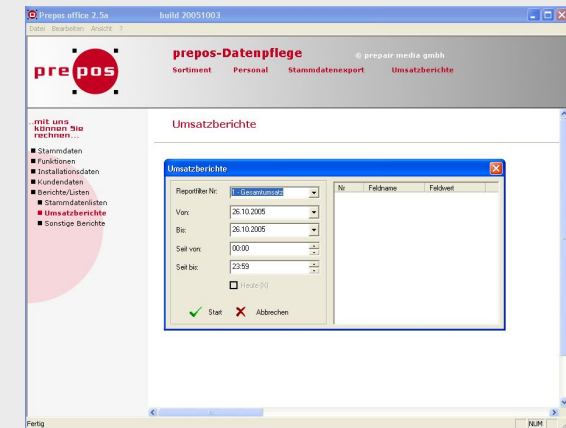 Prepos office 2.5a build 20051003
Datei Bearbeiten Ansicht ?
prepos-Datenpflege © prepair media gmbh
Sortiment Personal Stammdatenexport Umsatzberichte
prepos
..mit uns
können Sie
rechnen...
Umsatzberichte
Stammdaten
Funktionen
Installationsdaten
Kundendaten
Berichte/Listen
Stammdatenlisten
Umsatzberichte
Sonstige Berichte
Umsatzberichte
Reportfilter Nr: 1 - Gesamtumsatz
Von: 26.10.2005
Bis: 26.10.2005
Seit von: 00:00
Seit bis: 23:59
Heute [X]
Start Abbrechen
Nr Feldname Feldwert
Fertig NUM